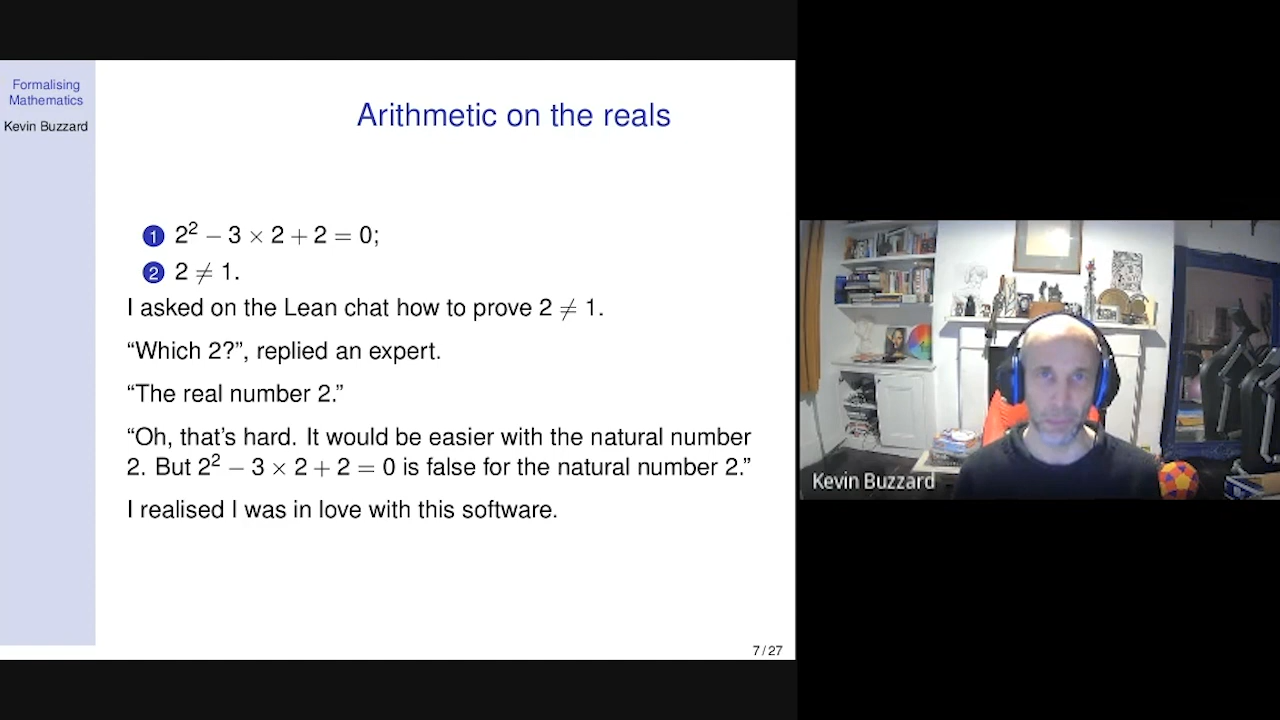 Formalising
Mathematics
Kevin Buzzard
Arithmetic on the reals
1 2² − 3 × 2 + 2 = 0;
2 2 ≠ 1.
I asked on the Lean chat how to prove 2 ≠ 1.
“Which 2?”, replied an expert.
“The real number 2.”
“Oh, that’s hard. It would be easier with the natural number
2. But 2² − 3 × 2 + 2 = 0 is false for the natural number 2.”
I realised I was in love with this software.
7 / 27
Kevin Buzzard